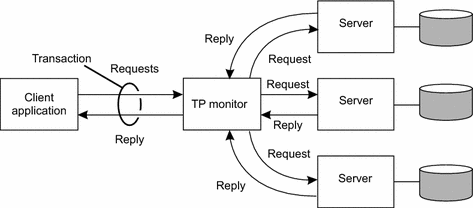 Server
Reply
Transaction
Requests
Request
Client
application
TP monitor
Request
Server
Reply
Reply
Request
Reply
Server